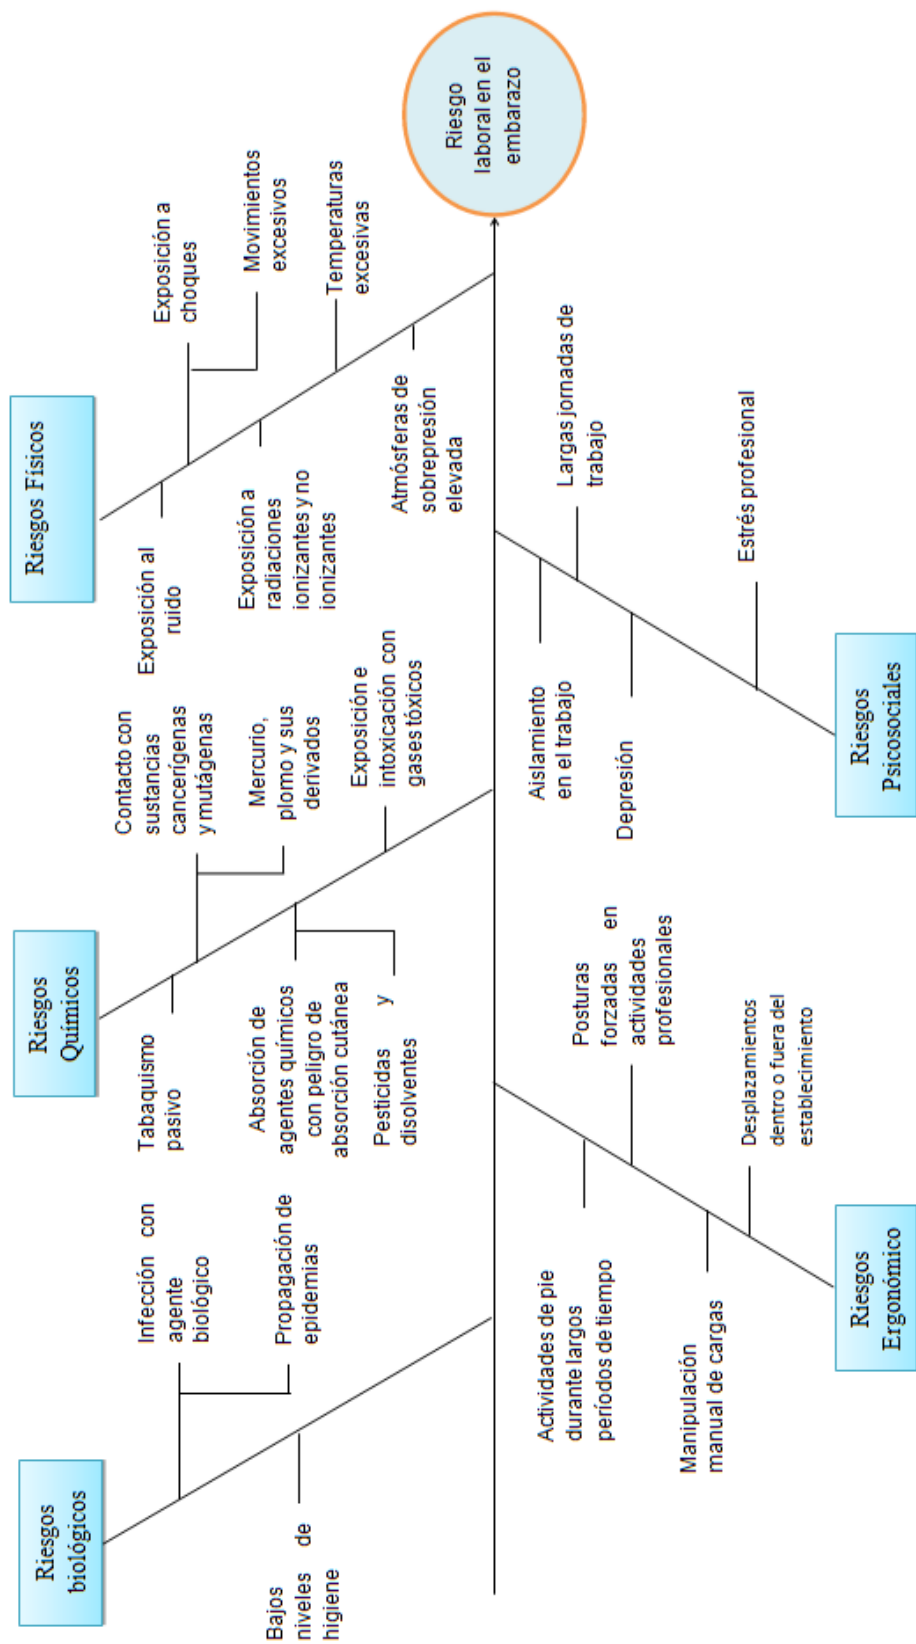 Riesgos
biológicos
Infección con
agente
biológico
Propagación de
epidemias
Bajos
niveles de
higiene
Riesgos
Químicos
Tabaquismo
pasivo
Contacto con
sustancias
cancerígenas
y mutágenas
Mercurio,
plomo y sus
derivados
Absorción de
agentes químicos
con peligro de
absorción cutánea
Pesticidas y
disolventes
Exposición e
intoxicación con
gases tóxicos
Riesgos Físicos
Exposición al
ruido
Exposición a
choques
Movimientos
excesivos
Exposición a
radiaciones
ionizantes y no
ionizantes
Temperaturas
excesivas
Atmósferas de
sobrepresión
elevada
Riesgo
laboral en el
embarazo
Actividades de pie
durante largos
períodos de tiempo
Posturas
forzadas en
actividades
profesionales
Manipulación
manual de cargas
Desplazamientos
dentro o fuera del
establecimiento
Riesgos
Ergonómico
Aislamiento
en el trabajo
Largas jornadas de
trabajo
Depresión
Estrés profesional
Riesgos
Psicosociales